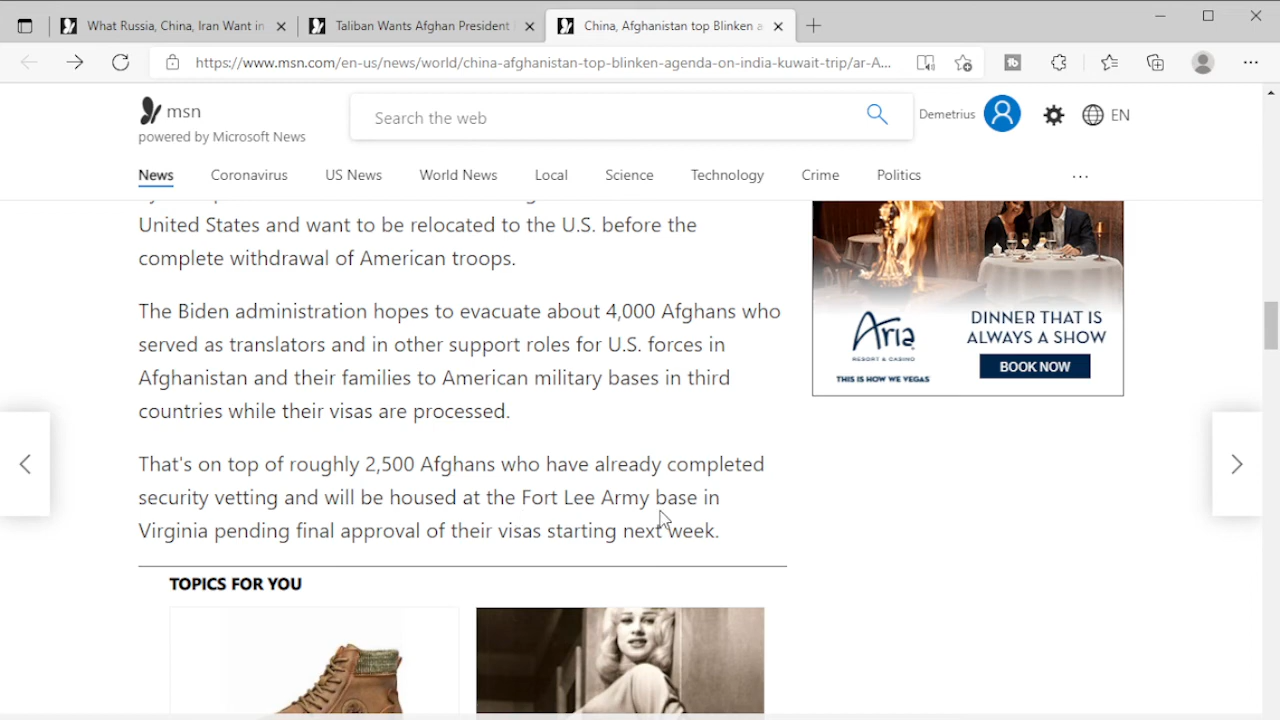 What Russia, China, Iran Want in
Taliban Wants Afghan President
China, Afghanistan top Blinken a
https://www.msn.com/en-us/news/world/china-afghanistan-top-blinken-agenda-on-india-kuwait-trip/ar-A...
msn
powered by Microsoft News
Search the web
Demetrius
EN
News
Coronavirus
US News
World News
Local
Science
Technology
Crime
Politics
...
United States and want to be relocated to the U.S. before the
complete withdrawal of American troops.
The Biden administration hopes to evacuate about 4,000 Afghans who
served as translators and in other support roles for U.S. forces in
Afghanistan and their families to American military bases in third
countries while their visas are processed.
That's on top of roughly 2,500 Afghans who have already completed
security vetting and will be housed at the Fort Lee Army base in
Virginia pending final approval of their visas starting next week.
Aria
RESORT & CASINO
THIS IS HOW WE VEGAS
DINNER THAT IS
ALWAYS A SHOW
BOOK NOW
TOPICS FOR YOU